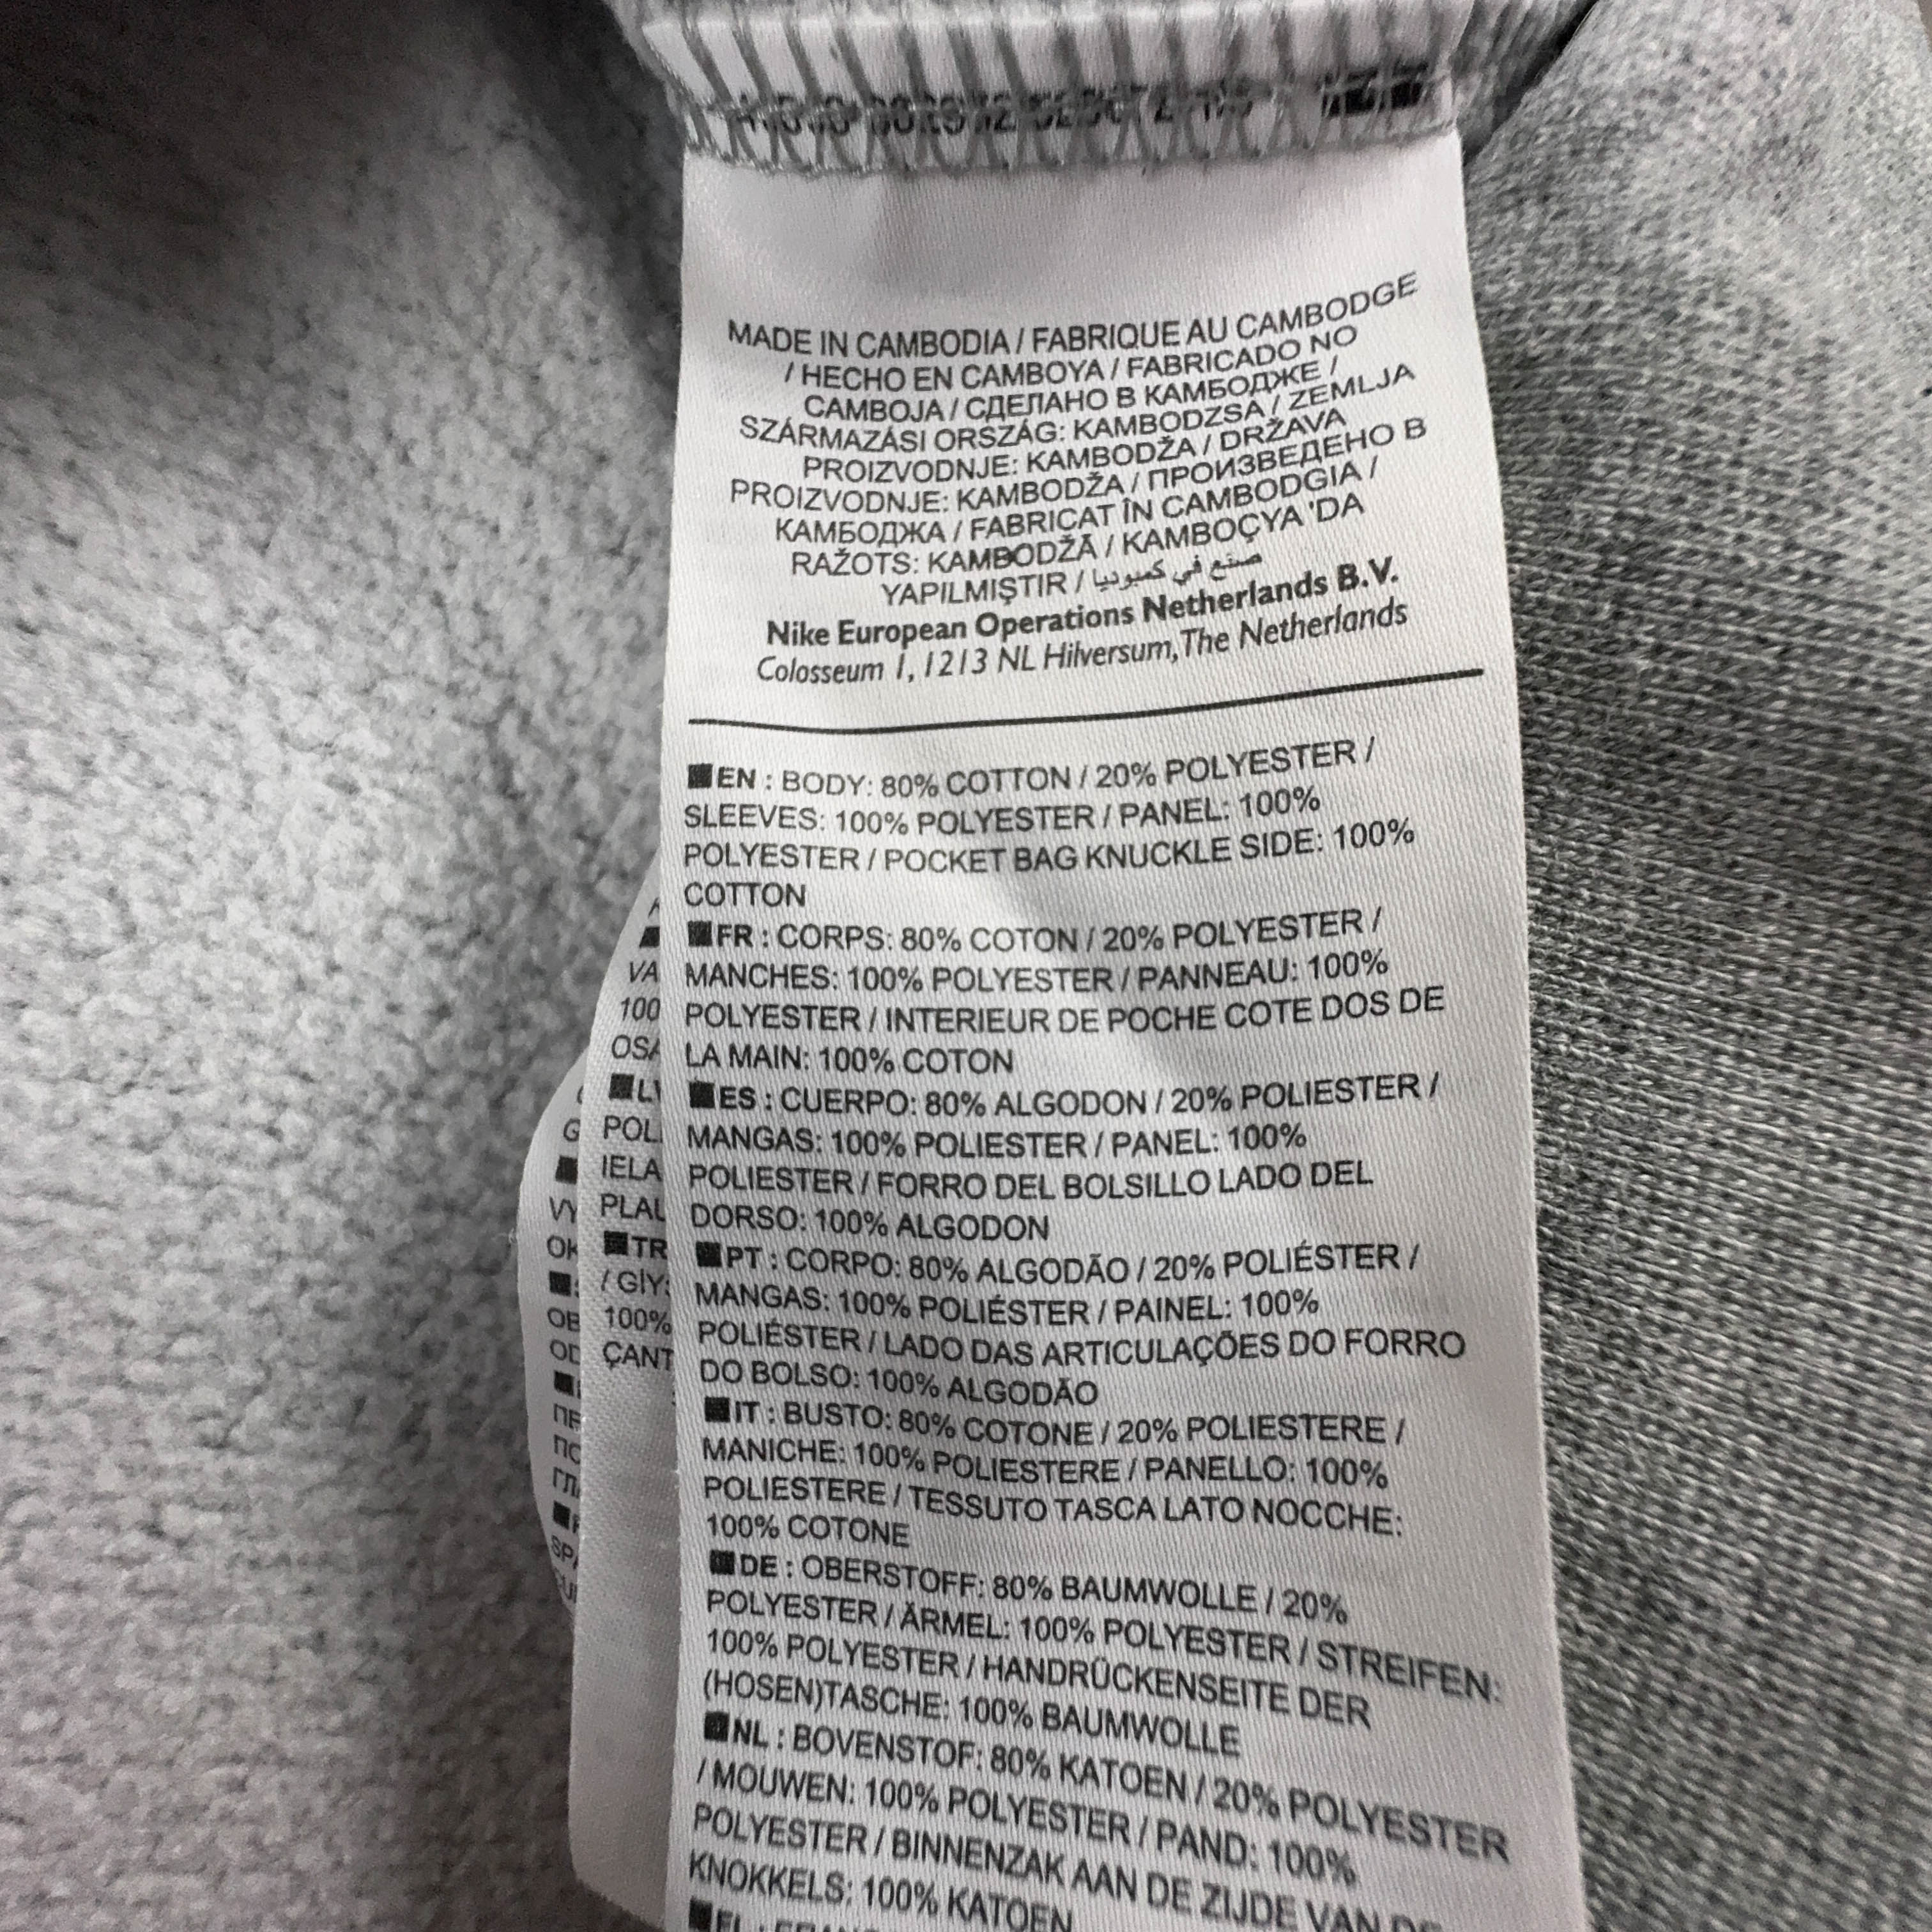 MADE IN CAMBODIA / FABRIQUE AU CAMBODGE
/ HECHO EN CAMBOYA / FABRICADO NO
CAMBOJA / СДЕЛАНО В КАМБОДЖЕ /
SZÁRMAZÁSI ORSZÁG: KAMBODZSA / ZEMLJA
PROIZVODNJE: KAMBODŽA / DRŽAVA
PROIZVODNJE: KAMBODŽA / ПРОИЗВЕДЕНО В
КАМБОДЖА / FABRICAT ÎN CAMBODGIA /
RAŽOTS: KAMBODŽĀ / KAMBOÇYA 'DA
YAPILMIŞTIR / صنع في كمبوديا
Nike European Operations Netherlands B.V.
Colosseum 1, 1213 NL Hilversum, The Netherlands
EN : BODY: 80% COTTON / 20% POLYESTER /
SLEEVES: 100% POLYESTER / PANEL: 100%
POLYESTER / POCKET BAG KNUCKLE SIDE: 100%
COTTON
FR : CORPS: 80% COTON / 20% POLYESTER /
MANCHES: 100% POLYESTER / PANNEAU: 100%
POLYESTER / INTERIEUR DE POCHE COTE DOS DE
LA MAIN: 100% COTON
ES : CUERPO: 80% ALGODON / 20% POLIESTER /
MANGAS: 100% POLIESTER / PANEL: 100%
POLIESTER / FORRO DEL BOLSILLO LADO DEL
DORSO: 100% ALGODON
PT : CORPO: 80% ALGODÃO / 20% POLIÉSTER /
MANGAS: 100% POLIÉSTER / PAINEL: 100%
POLIÉSTER / LADO DAS ARTICULAÇÕES DO FORRO
DO BOLSO: 100% ALGODÃO
IT : BUSTO: 80% COTONE / 20% POLIESTERE /
MANICHE: 100% POLIESTERE / PANELLO: 100%
POLIESTERE / TESSUTO TASCA LATO NOCCHE:
100% COTONE
DE : OBERSTOFF: 80% BAUMWOLLE / 20%
POLYESTER / ÄRMEL: 100% POLYESTER / STREIFEN:
100% POLYESTER / HANDRÜCKENSEITE DER
(HOSEN)TASCHE: 100% BAUMWOLLE
NL : BOVENSTOF: 80% KATOEN / 20% POLYESTER
/ MOUWEN: 100% POLYESTER / PAND: 100%
POLYESTER / BINNENZAK AAN DE ZIJDE VAN DE
KNOKKELS: 100% KATOEN
VA
100
POL
IELA
PLAU
TR
100%
ÇANT